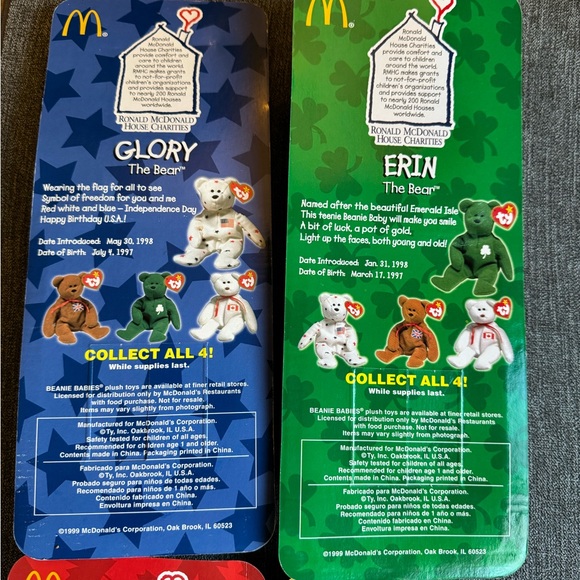 Ronald
McDonald
House Charities
provide comfort and
care to children
around the world.
RMHC makes grants
to not-for-profit
children's organizations
and provides support
to nearly 200 Ronald
McDonald Houses
worldwide.
RONALD McDONALD
HOUSE CHARITIES
GLORY
The Bear™
Wearing the flag for all to see
Symbol of freedom for you and me
Red white and blue – Independence Day
Happy Birthday U.S.A.!
Date Introduced: May 30, 1998
Date of Birth: July 4, 1997
ty
ty
ty
ty
COLLECT ALL 4!
While supplies last.
BEANIE BABIES® plush toys are available at finer retail stores.
Licensed for distribution only by McDonald's Restaurants
with food purchase. Not for resale.
Items may vary slightly from photograph.
Manufactured for McDonald's Corporation.
©Ty, Inc. Oakbrook, IL U.S.A.
Safety tested for children of all ages.
Recommended for children age 1 and older.
Contents made in China. Packaging printed in China.
Fabricado para McDonald's Corporation.
©Ty, Inc. Oakbrook, IL U.S.A.
Probado seguro para niños de todas edades.
Recomendado para niños de 1 año o más.
Contenido fabricado en China.
Envoltura impresa en China.
©1999 McDonald's Corporation, Oak Brook, IL 60523
Ronald
McDonald
House Charities
provide comfort and
care to children
around the world.
RMHC makes grants
to not-for-profit
children's organizations
and provides support
to nearly 200 Ronald
McDonald Houses
worldwide.
RONALD McDONALD
HOUSE CHARITIES
ERIN
The Bear™
Named after the beautiful Emerald Isle
This teenie Beanie Baby will make you smile
A bit of luck, a pot of gold,
Light up the faces, both young and old!
Date Introduced: Jan. 31, 1998
Date of Birth: March 17, 1997
ty
ty
ty
ty
COLLECT ALL 4!
While supplies last.
BEANIE BABIES® plush toys are available at finer retail stores.
Licensed for distribution only by McDonald's Restaurants
with food purchase. Not for resale.
Items may vary slightly from photograph.
Manufactured for McDonald's Corporation.
©Ty, Inc. Oakbrook, IL U.S.A.
Safety tested for children of all ages.
Recommended for children age 1 and older.
Contents made in China. Packaging printed in China.
Fabricado para McDonald's Corporation.
©Ty, Inc. Oakbrook, IL U.S.A.
Probado seguro para niños de todas edades.
Recomendado para niños de 1 año o más.
Contenido fabricado en China.
Envoltura impresa en China.
©1999 McDonald's Corporation, Oak Brook, IL 60523